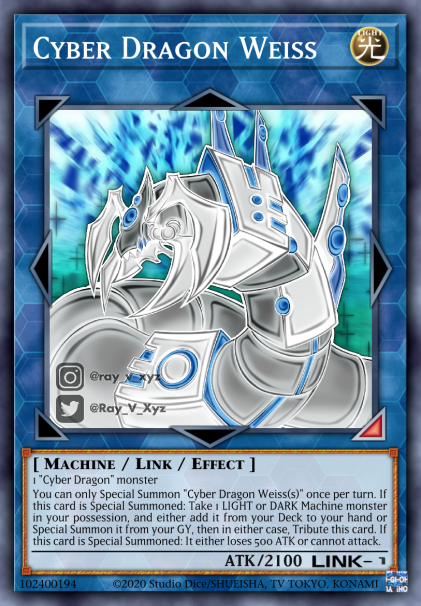 CYBER DRAGON WEISS
LIGHT
光
@ray_v_xyz
@Ray_V_Xyz
[ MACHINE / LINK / EFFECT ]
1 "Cyber Dragon" monster
You can only Special Summon "Cyber Dragon Weiss(s)" once per turn. If
this card is Special Summoned: Take 1 LIGHT or DARK Machine monster
in your possession, and either add it from your Deck to your hand or
Special Summon it from your GY, then in either case, Tribute this card. If
this card is Special Summoned: It either loses 500 ATK or cannot attack.
ATK/2100 LINK-1
102400194 ©2020 Studio Dice/SHUEISHA, TV TOKYO, KONAMI